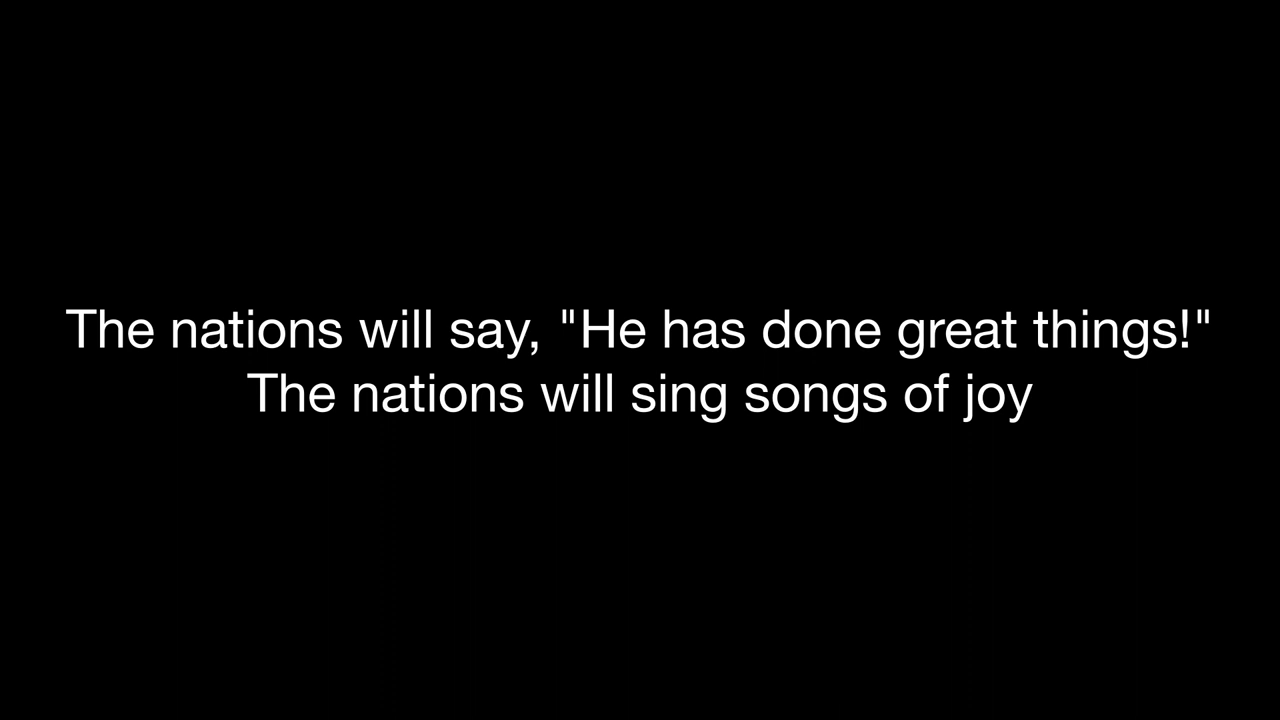 The nations will say, "He has done great things!"
The nations will sing songs of joy